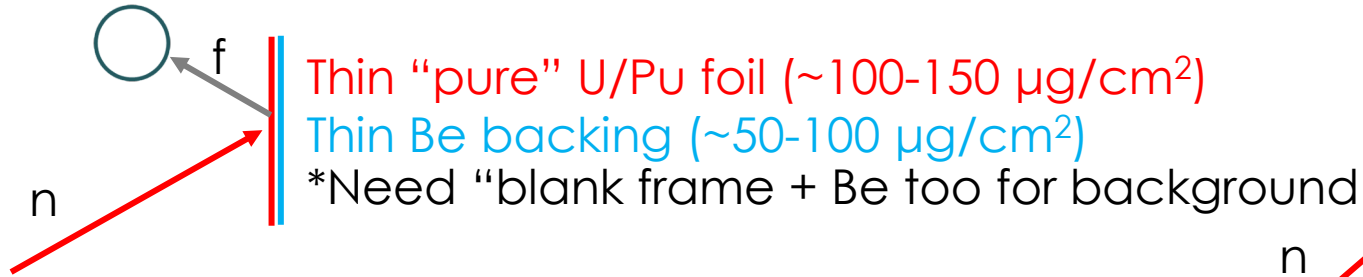 f
Thin “pure” U/Pu foil (~100-150 µg/cm²)
Thin Be backing (~50-100 µg/cm²)
*Need “blank frame + Be too for background
n
n